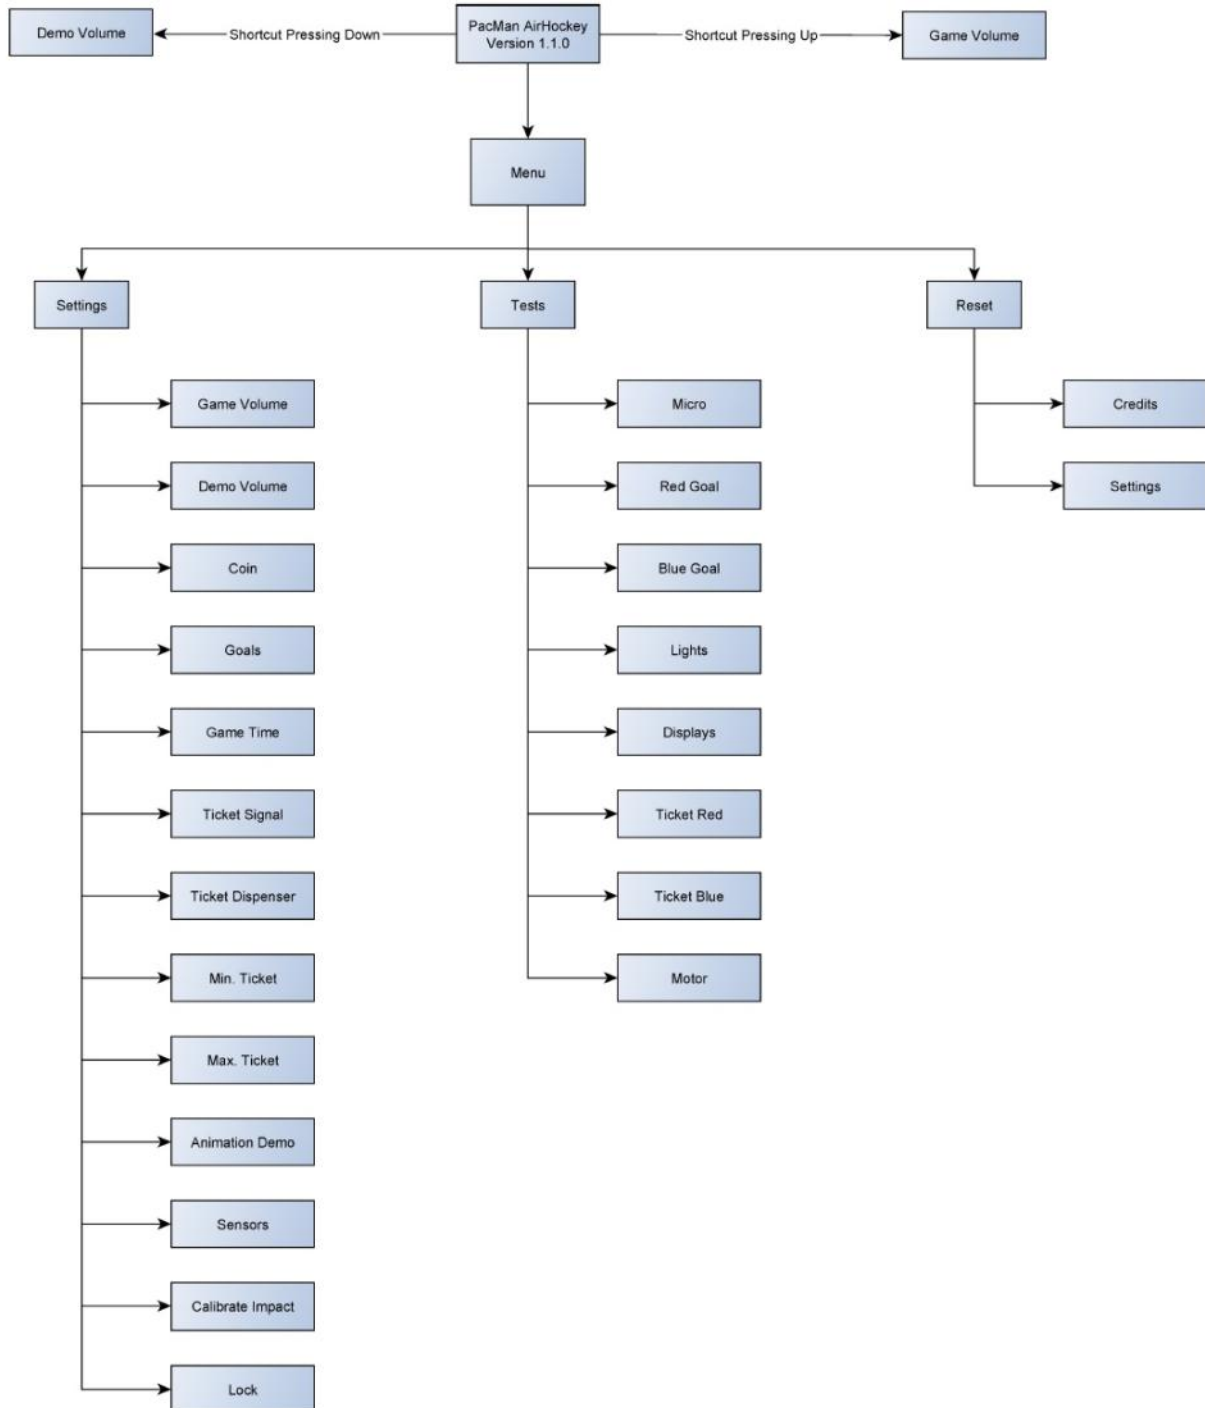 Demo Volume
Shortcut Pressing Down
PacMan AirHockey
Version 1.1.0
Shortcut Pressing Up
Game Volume
Menu
Settings
Tests
Reset
Game Volume
Demo Volume
Coin
Goals
Game Time
Ticket Signal
Ticket Dispenser
Min. Ticket
Max. Ticket
Animation Demo
Sensors
Calibrate Impact
Lock
Micro
Red Goal
Blue Goal
Lights
Displays
Ticket Red
Ticket Blue
Motor
Credits
Settings